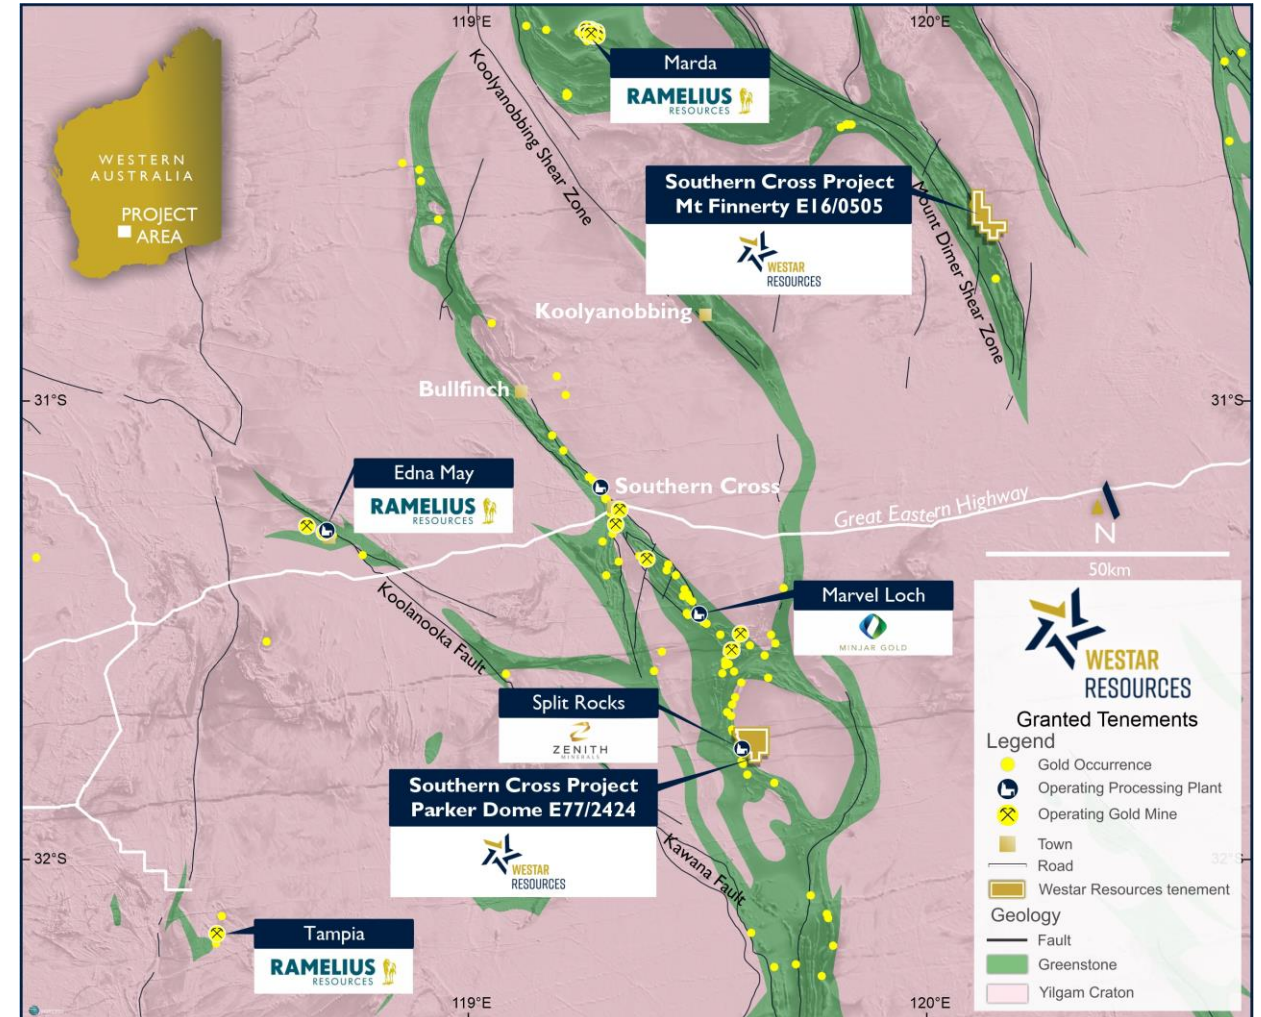 119°E
120°E
Marda
RAMELIUS
RESOURCES
Koolyanobbing Shear Zone
WESTERN
AUSTRALIA
PROJECT
AREA
Southern Cross Project
Mt Finnerty E16/0505
WESTAR
RESOURCES
Mount Dimer Shear Zone
Koolyanobbing
Bullfinch
31°S
31°S
Edna May
RAMELIUS
RESOURCES
Southern Cross
Great Eastern Highway
N
50km
Koolanooka Fault
Marvel Loch
MINJAR GOLD
Split Rocks
ZENITH
MINERALS
Southern Cross Project
Parker Dome E77/2424
WESTAR
RESOURCES
Kawana Fault
32°S
32°S
Tampia
RAMELIUS
RESOURCES
119°E
120°E
WESTAR
RESOURCES
Granted Tenements
Legend
Gold Occurrence
Operating Processing Plant
Operating Gold Mine
Town
Road
Westar Resources tenement
Geology
Fault
Greenstone
Yilgam Craton